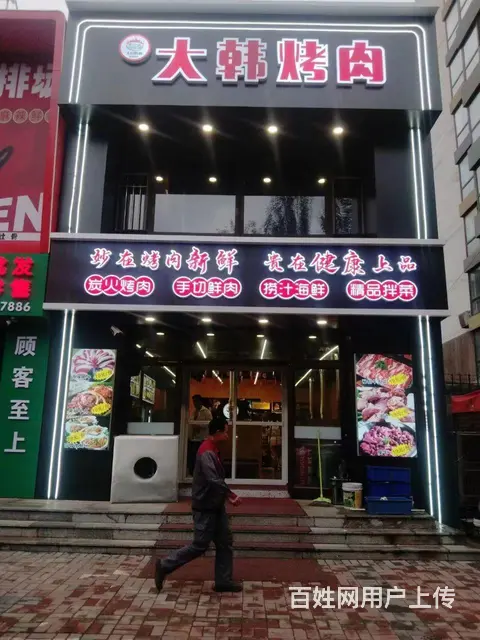 大韩烤肉
排场
EN
妙在烤肉新鲜 贵在健康上品
炭火烤肉 手切鲜肉 捞汁海鲜 精品拌菜
批发
7886
顾客至上
百姓网用户上传